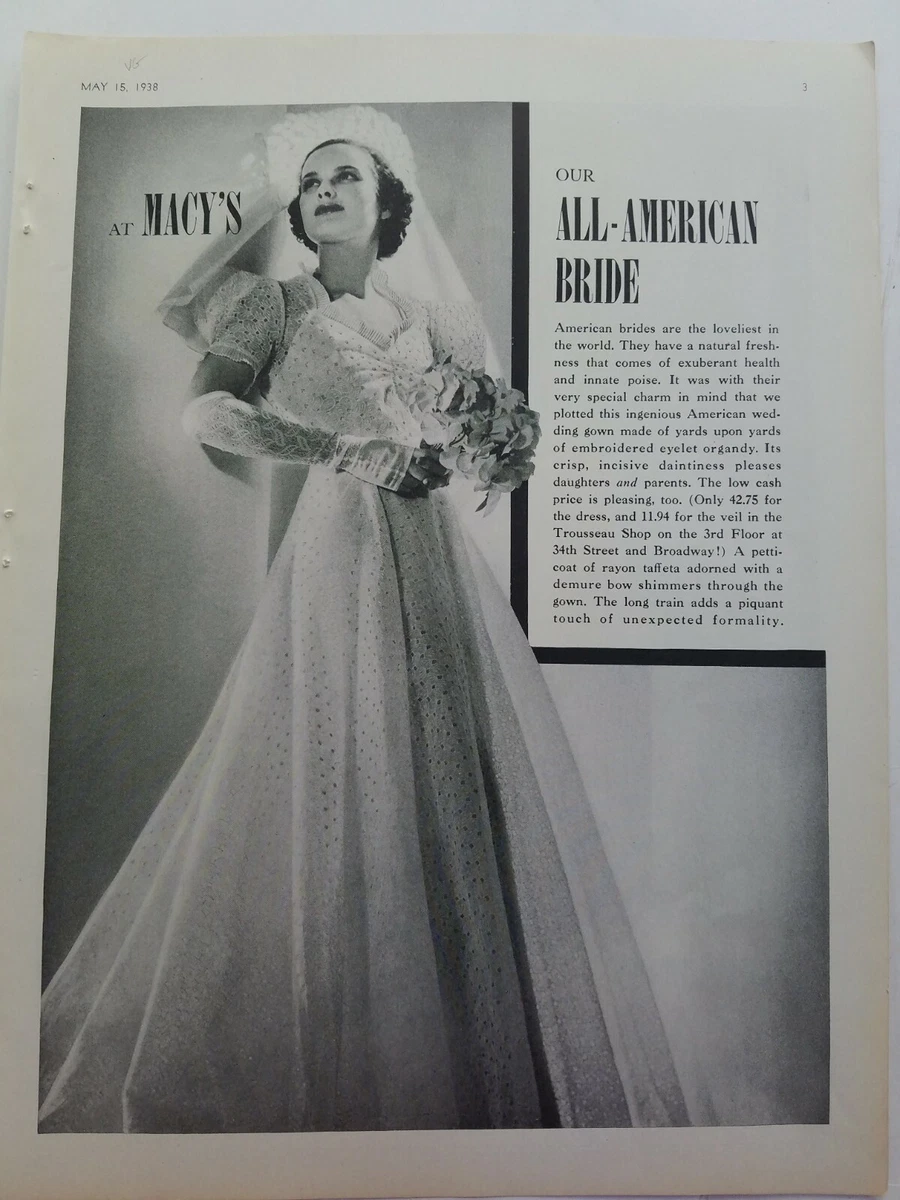 VG
MAY 15, 1938
3
AT MACY'S
OUR
ALL-AMERICAN
BRIDE
American brides are the loveliest in
the world. They have a natural fresh-
ness that comes of exuberant health
and innate poise. It was with their
very special charm in mind that we
plotted this ingenious American wed-
ding gown made of yards upon yards
of embroidered eyelet organdy. Its
crisp, incisive daintiness pleases
daughters and parents. The low cash
price is pleasing, too. (Only 42.75 for
the dress, and 11.94 for the veil in the
Trousseau Shop on the 3rd Floor at
34th Street and Broadway!) A petti-
coat of rayon taffeta adorned with a
demure bow shimmers through the
gown. The long train adds a piquant
touch of unexpected formality.